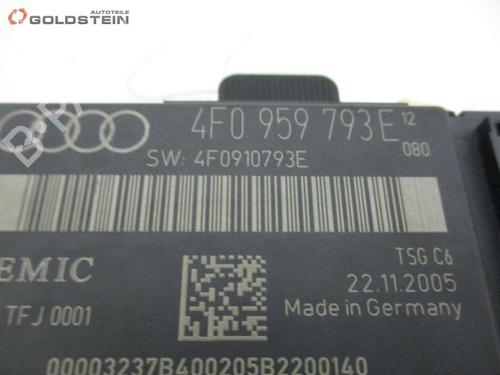 GOLDSTEIN
4F0 959 793E 12
080
SW: 4F0910793E
EMIC
TSG C6
TFJ 0001
22.11.2005
Made in Germany
00003237B400205B2200140